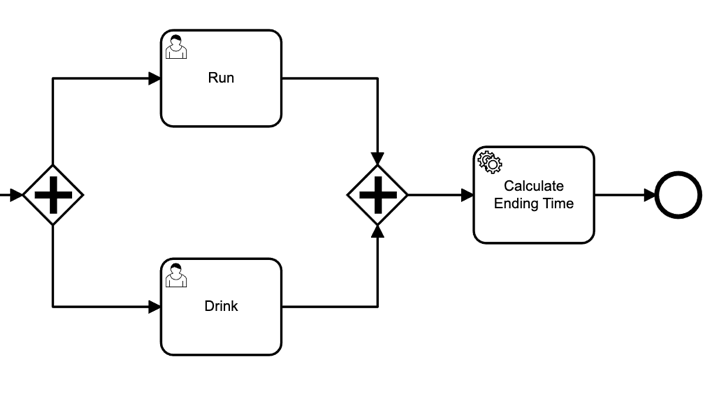 Run
Calculate
Ending Time
Drink